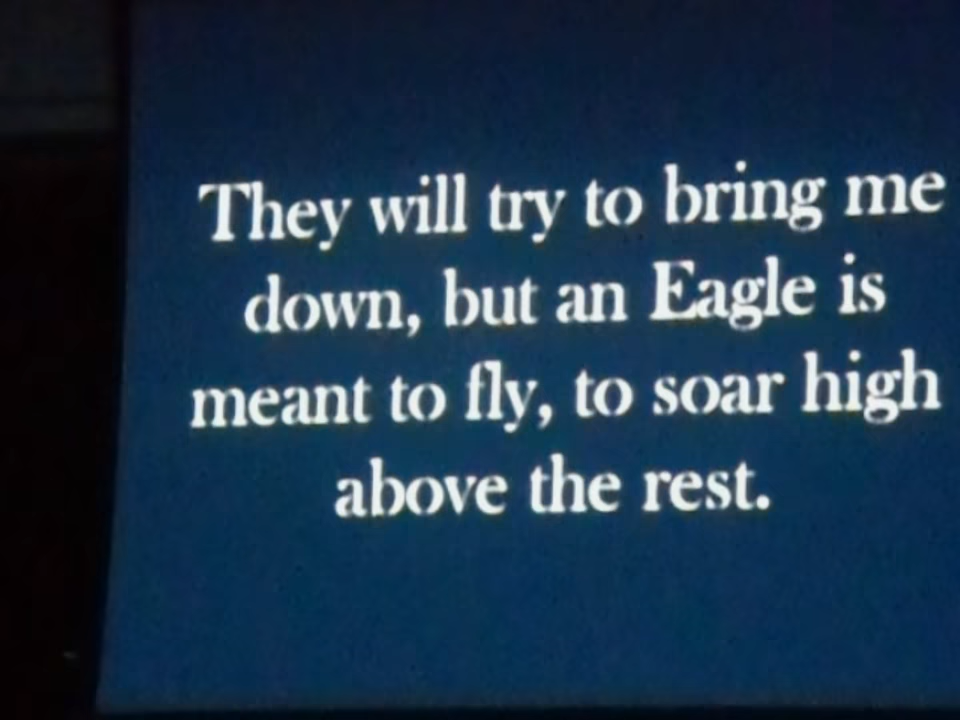 They will try to bring me
down, but an Eagle is
meant to fly, to soar high
above the rest.